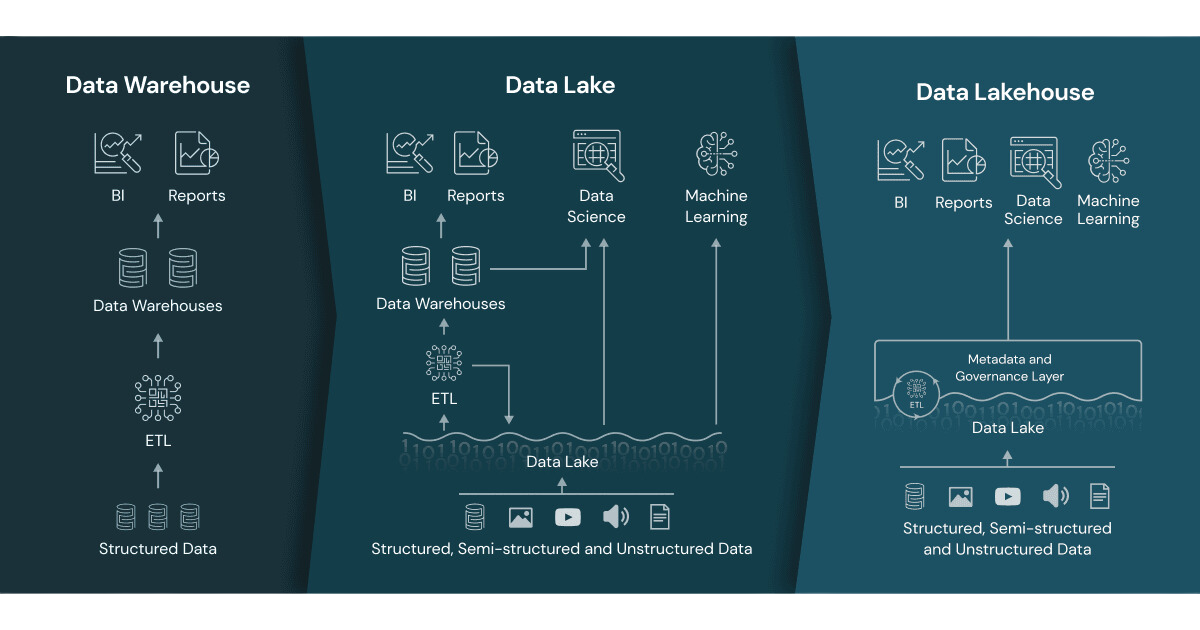 Data Warehouse
BI
Reports
Data Warehouses
ETL
Structured Data
Data Lake
BI
Reports
Data
Science
Machine
Learning
Data Warehouses
ETL
Data Lake
Structured, Semi-structured and Unstructured Data
Data Lakehouse
BI
Reports
Data
Science
Machine
Learning
Metadata and
Governance Layer
ETL
Data Lake
Structured, Semi-structured
and Unstructured Data